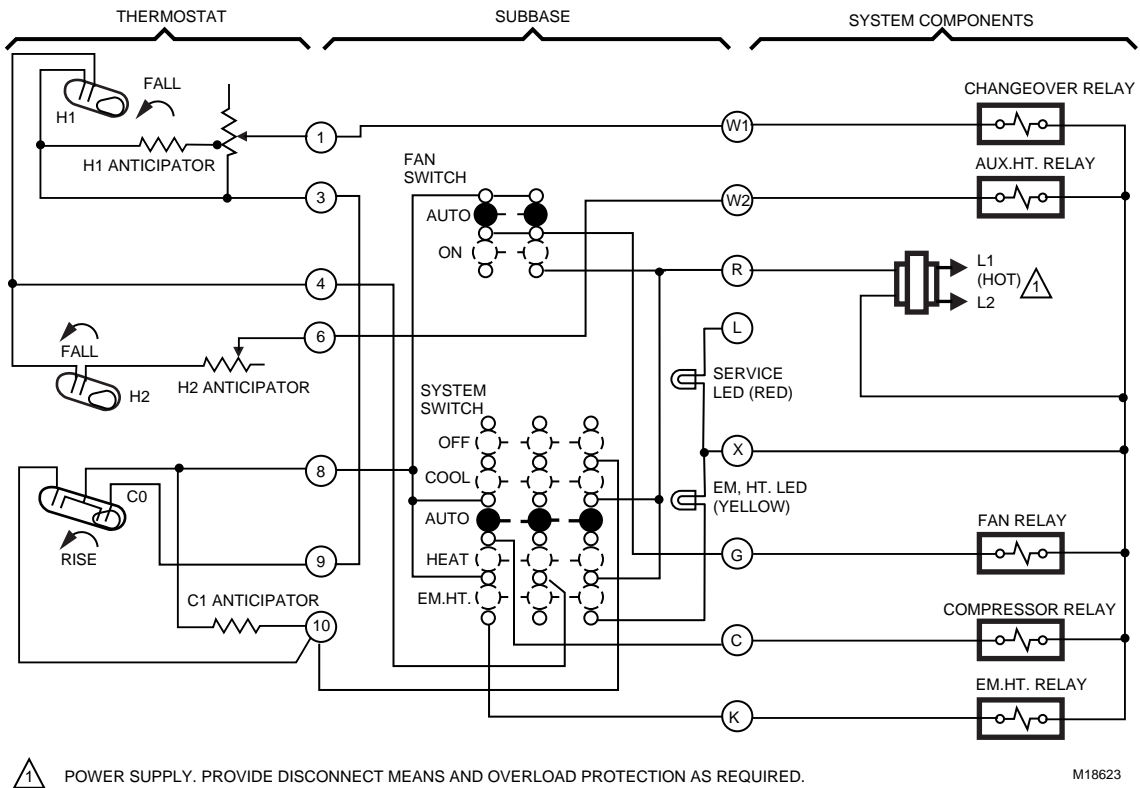 THERMOSTAT
SUBBASE
SYSTEM COMPONENTS
H1
FALL
H1 ANTICIPATOR
1
3
4
6
FALL
H2
H2 ANTICIPATOR
C0
RISE
8
9
C1 ANTICIPATOR
10
FAN
SWITCH
AUTO
ON
SYSTEM
SWITCH
OFF
COOL
AUTO
HEAT
EM.HT.
W1
W2
R
L
SERVICE
LED (RED)
X
EM, HT. LED
(YELLOW)
G
C
K
CHANGEOVER RELAY
AUX.HT. RELAY
L1
(HOT)
1
L2
FAN RELAY
COMPRESSOR RELAY
EM.HT. RELAY
1 POWER SUPPLY. PROVIDE DISCONNECT MEANS AND OVERLOAD PROTECTION AS REQUIRED.
M18623